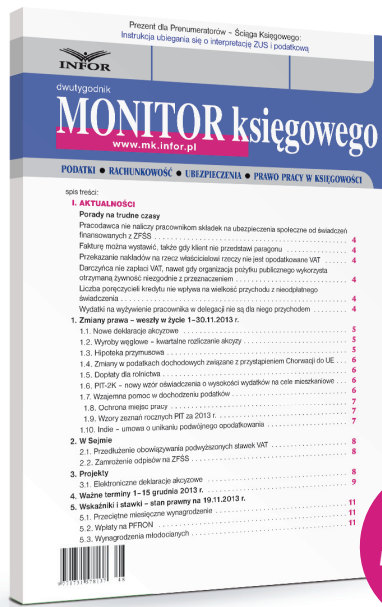 Prezent dla Prenumeratorów – Ściąga Księgowego:
Instrukcja ubiegania się o interpretację ZUS i podatkową
INFOR
dwutygodnik
MONITOR księgowego
www.mk.infor.pl
PODATKI ● RACHUNKOWOŚĆ ● UBEZPIECZENIA ● PRAWO PRACY W KSIĘGOWOŚCI
spis treści:
I. AKTUALNOŚCI
Porady na trudne czasy
Pracodawca nie naliczy pracownikom składek na ubezpieczenia społeczne od świadczeń
finansowanych z ZFŚS 4
Fakturę można wystawić, także gdy klient nie przedstawi paragonu 4
Przekazanie nakładów na rzecz właścicielowi rzeczy nie jest opodatkowane VAT 4
Darczyńca nie zapłaci VAT, nawet gdy organizacja pożytku publicznego wykorzysta
otrzymaną żywność niezgodnie z przeznaczeniem 4
Liczba poręczycieli kredytu nie wpływa na wielkość przychodu z nieodpłatnego
świadczenia 4
Wydatki na wyżywienie pracownika w delegacji nie są dla niego przychodem 4
1. Zmiany prawa – weszły w życie 1–30.11.2013 r.
1.1. Nowe deklaracje akcyzowe 5
1.2. Wyroby węglowe – kwartalne rozliczanie akcyzy 5
1.3. Hipoteka przymusowa 5
1.4. Zmiany w podatkach dochodowych związane z przystąpieniem Chorwacji do UE 6
1.5. Dopłaty dla rolnictwa 6
1.6. PIT-2K – nowy wzór oświadczenia o wysokości wydatków na cele mieszkaniowe 6
1.7. Wzajemna pomoc w dochodzeniu podatków 6
1.8. Ochrona miejsc pracy 7
1.9. Wzory zeznań rocznych PIT za 2013 r. 7
1.10. Indie – umowa o unikaniu podwójnego opodatkowania 7
2. W Sejmie
2.1. Przedłużenie obowiązywania podwyższonych stawek VAT 8
2.2. Zamrożenie odpisów na ZFŚS 8
3. Projekty
3.1. Elektroniczne deklaracje akcyzowe 8
4. Ważne terminy 1–15 grudnia 2013 r. 9
5. Wskaźniki i stawki – stan prawny na 19.11.2013 r.
5.1. Przeciętne miesięczne wynagrodzenie 11
5.2. Wpłaty na PFRON 11
5.3. Wynagrodzenia młodocianych 11